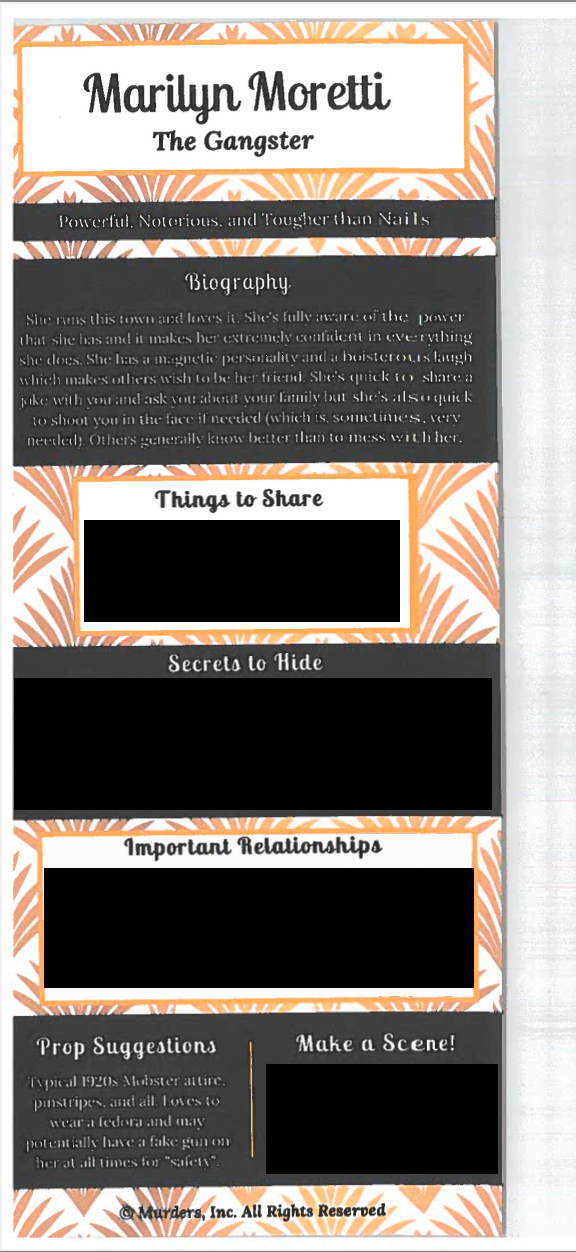 Marilyn Moretti
The Gangster
Powerful, Notorious, and Tougher than Nails
Biography
She runs this town and loves it. She's fully aware of the power
that she has and it makes her extremely confident in everything
she does. She has a magnetic personality and a boisterous laugh
which makes others wish to be her friend. She's quick to share a
joke with you and ask you about your family but she's also quick
to shoot you in the face if needed (which is, sometimes, very
needed). Others generally know better than to mess with her.
Things to Share
Secrets to Hide
Important Relationships
Prop Suggestions
Typical 1920s Mobster attire,
pinstripes, and all. Loves to
wear a fedora and may
potentially have a fake gun on
her at all times for "safety".
Make a Scene!
© Murders, Inc. All Rights Reserved